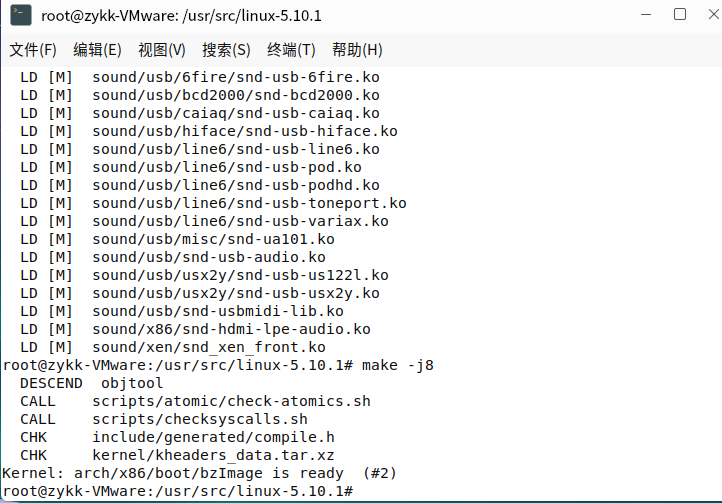 root@zykk-VMware: /usr/src/linux-5.10.1
文件(F) 编辑(E) 视图(V) 搜索(S) 终端(T) 帮助(H)
LD [M] sound/usb/6fire/snd-usb-6fire.ko
LD [M] sound/usb/bcd2000/snd-bcd2000.ko
LD [M] sound/usb/caiaq/snd-usb-caiaq.ko
LD [M] sound/usb/hiface/snd-usb-hiface.ko
LD [M] sound/usb/line6/snd-usb-line6.ko
LD [M] sound/usb/line6/snd-usb-pod.ko
LD [M] sound/usb/line6/snd-usb-podhd.ko
LD [M] sound/usb/line6/snd-usb-toneport.ko
LD [M] sound/usb/line6/snd-usb-variax.ko
LD [M] sound/usb/misc/snd-ua101.ko
LD [M] sound/usb/snd-usb-audio.ko
LD [M] sound/usb/usx2y/snd-usb-us122l.ko
LD [M] sound/usb/usx2y/snd-usb-usx2y.ko
LD [M] sound/usb/snd-usbmidi-lib.ko
LD [M] sound/x86/snd-hdmi-lpe-audio.ko
LD [M] sound/xen/snd_xen_front.ko
root@zykk-VMware:/usr/src/linux-5.10.1# make -j8
DESCEND objtool
CALL scripts/atomic/check-atomics.sh
CALL scripts/checksyscalls.sh
CHK include/generated/compile.h
CHK kernel/kheaders_data.tar.xz
Kernel: arch/x86/boot/bzImage is ready (#2)
root@zykk-VMware:/usr/src/linux-5.10.1#